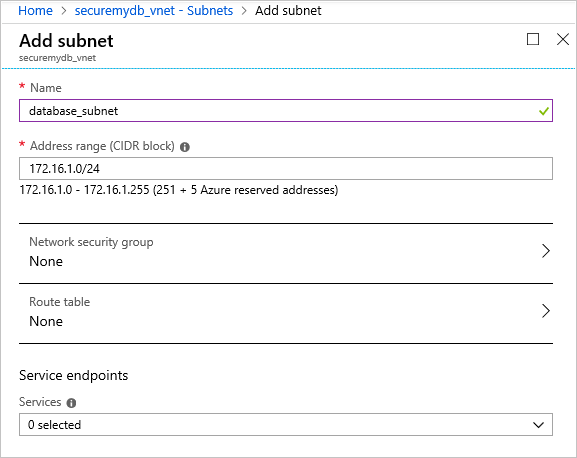 Home > securemydb_vnet - Subnets > Add subnet
Add subnet
securemydb_vnet
* Name
database_subnet
* Address range (CIDR block)
172.16.1.0/24
172.16.1.0 - 172.16.1.255 (251 + 5 Azure reserved addresses)
Network security group
None
Route table
None
Service endpoints
Services
0 selected